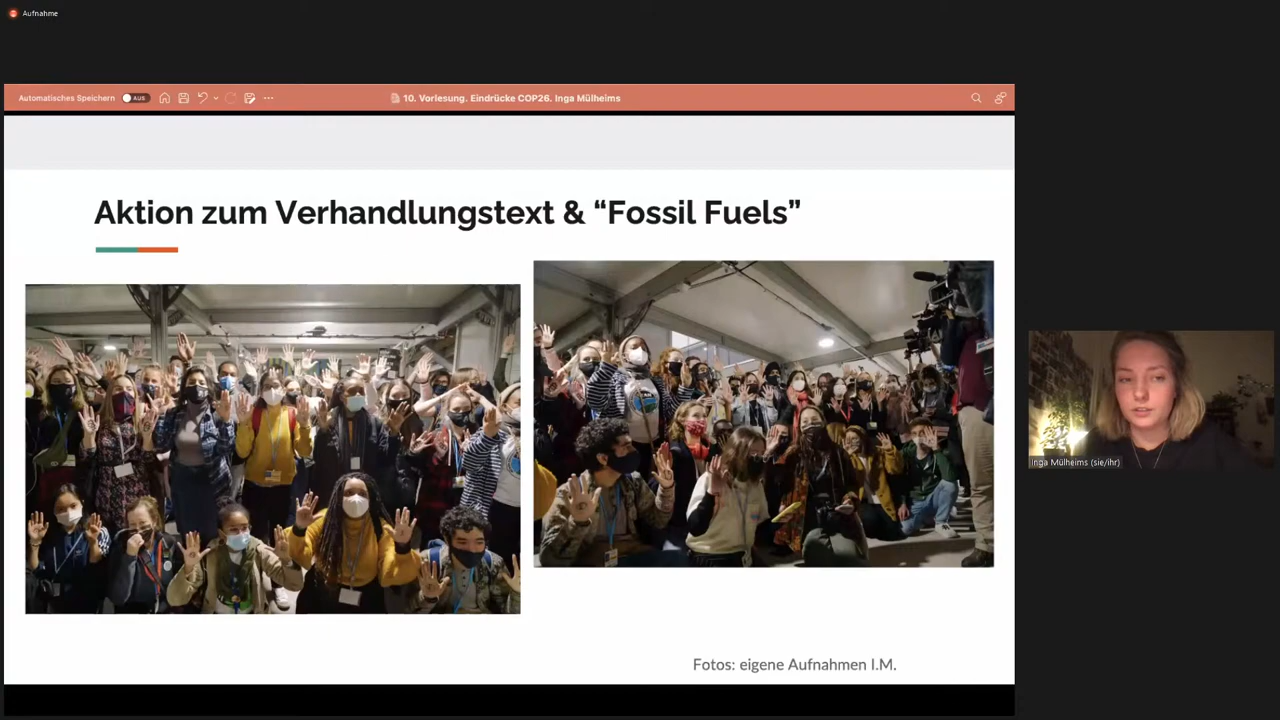 Aufnahme
Automatisches Speichern AUS
10. Vorlesung. Eindrücke COP26. Inga Mülheims
Aktion zum Verhandlungstext & “Fossil Fuels”
Inga Mülheims (sie/ihr)
Fotos: eigene Aufnahmen I.M.